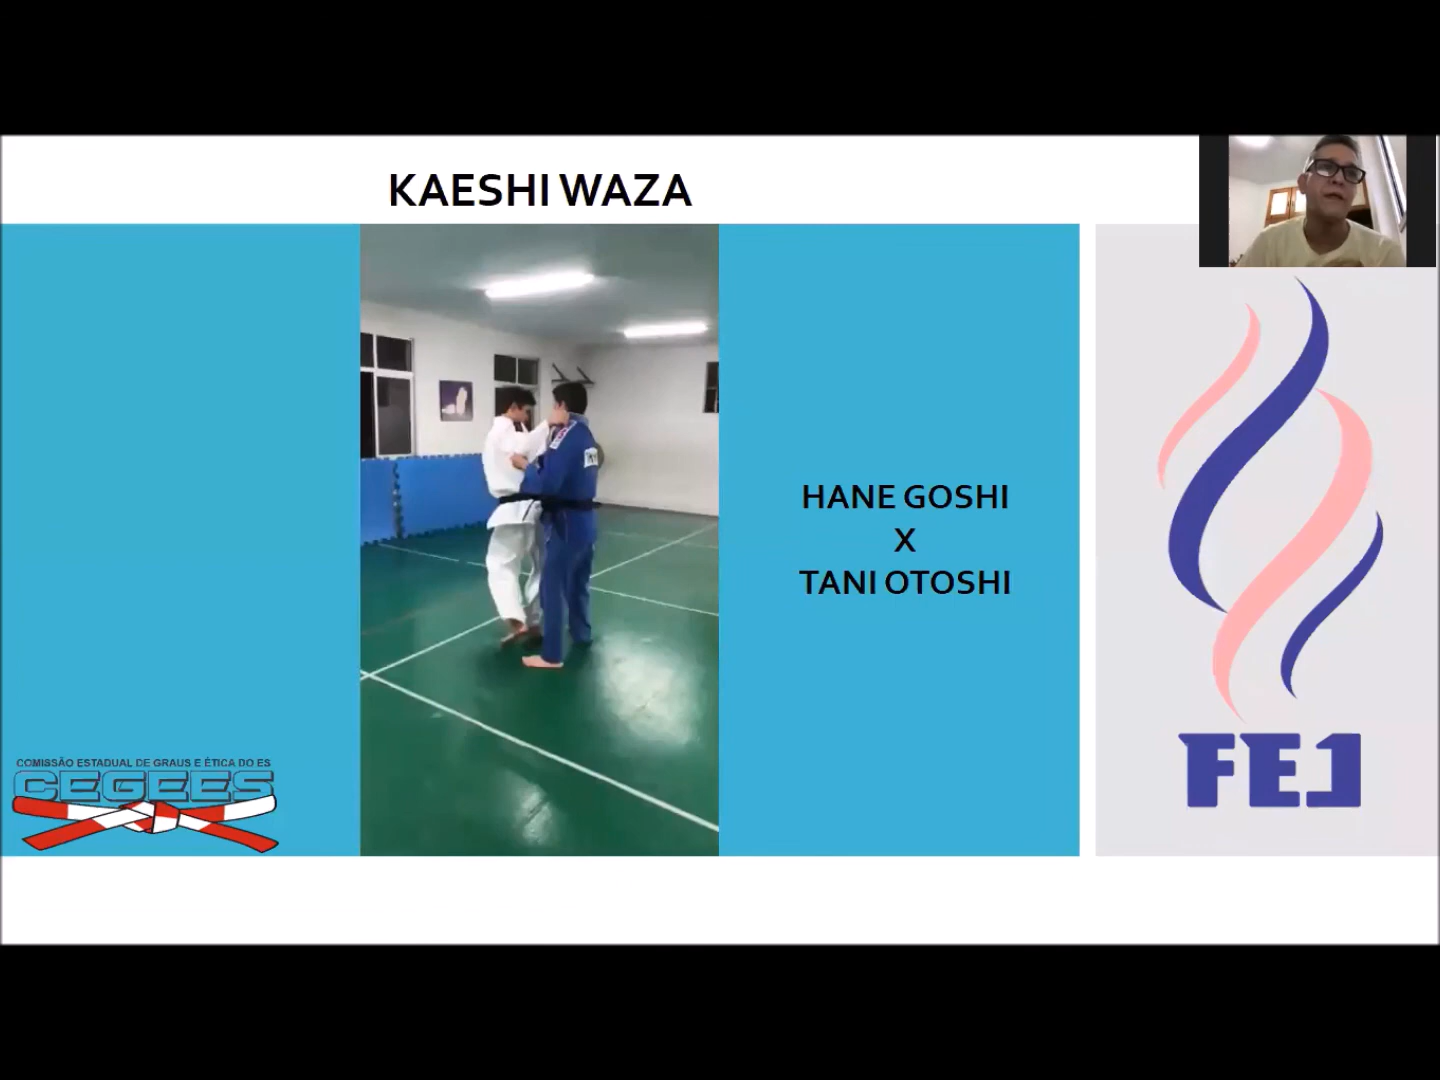 KAESHI WAZA
HANE GOSHI
X
TANI OTOSHI
COMISSÃO ESTADUAL DE GRAUS E ÉTICA DO ES
CEGEES
FEJ